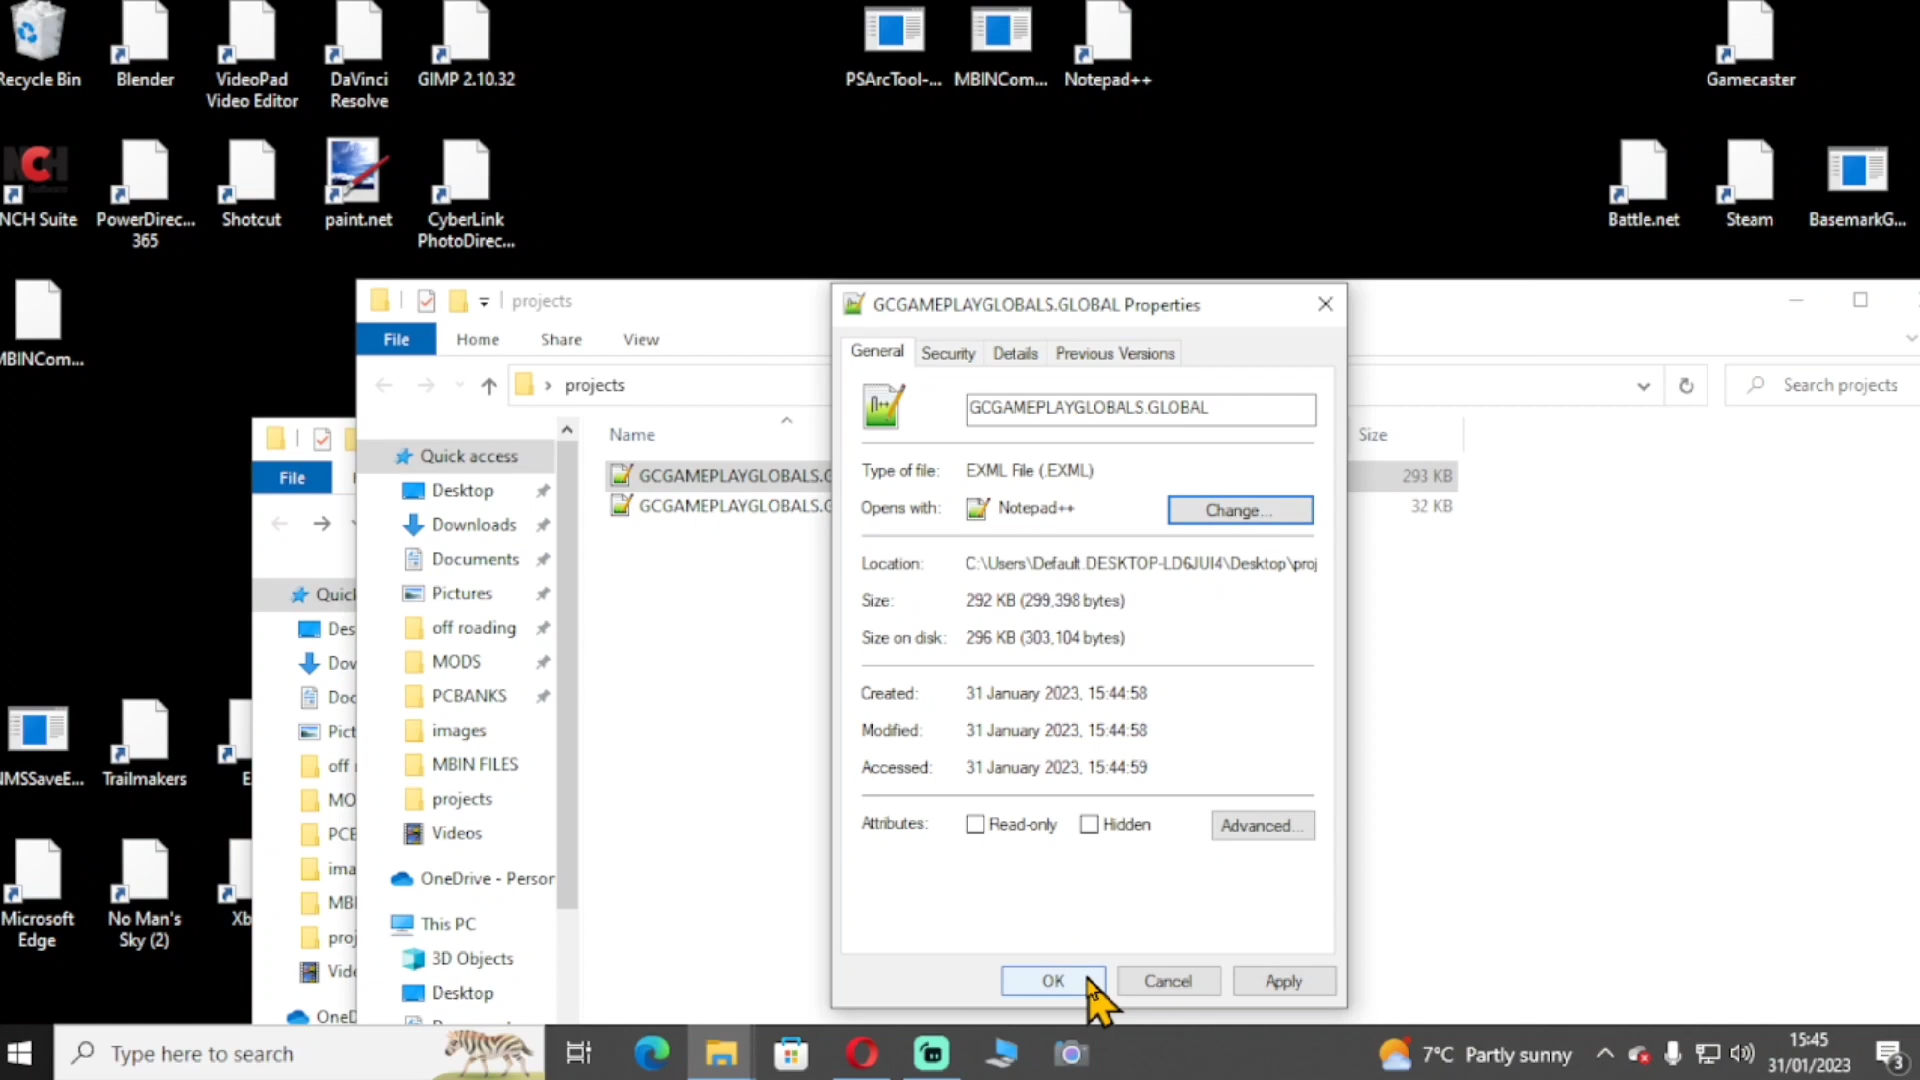 Recycle Bin
Blender
VideoPad
Video Editor
DaVinci
Resolve
GIMP 2.10.32
PSArcTool-...
MBINCom...
Notepad++
Gamecaster
NCH Suite
PowerDirec...
365
Shotcut
paint.net
CyberLink
PhotoDirec...
Battle.net
Steam
BasemarkG...
MBINCom...
projects
File
Home
Share
View
projects
Search projects
Name
Size
GCGAMEPLAYGLOBALS.G
293 KB
GCGAMEPLAYGLOBALS.G
32 KB
Quick access
Desktop
Downloads
Documents
Pictures
off roading
MODS
PCBANKS
images
MBIN FILES
projects
Videos
OneDrive - Person
This PC
3D Objects
Desktop
File
Quick
Des
Dow
Doc
Pict
off
MO
PCB
ima
MBI
proj
Vide
OneD
GCGAMEPLAYGLOBALS.GLOBAL Properties
General
Security
Details
Previous Versions
GCGAMEPLAYGLOBALS.GLOBAL
Type of file: EXML File (.EXML)
Opens with: Notepad++
Change...
Location: C:\Users\Default.DESKTOP-LD6JUI4\Desktop\proj
Size: 292 KB (299,398 bytes)
Size on disk: 296 KB (303,104 bytes)
Created: 31 January 2023, 15:44:58
Modified: 31 January 2023, 15:44:58
Accessed: 31 January 2023, 15:44:59
Attributes: Read-only Hidden
Advanced...
OK
Cancel
Apply
NMSSaveE...
Trailmakers
E
Microsoft
Edge
No Man's
Sky (2)
Xb
Type here to search
7°C Partly sunny
15:45
31/01/2023
3